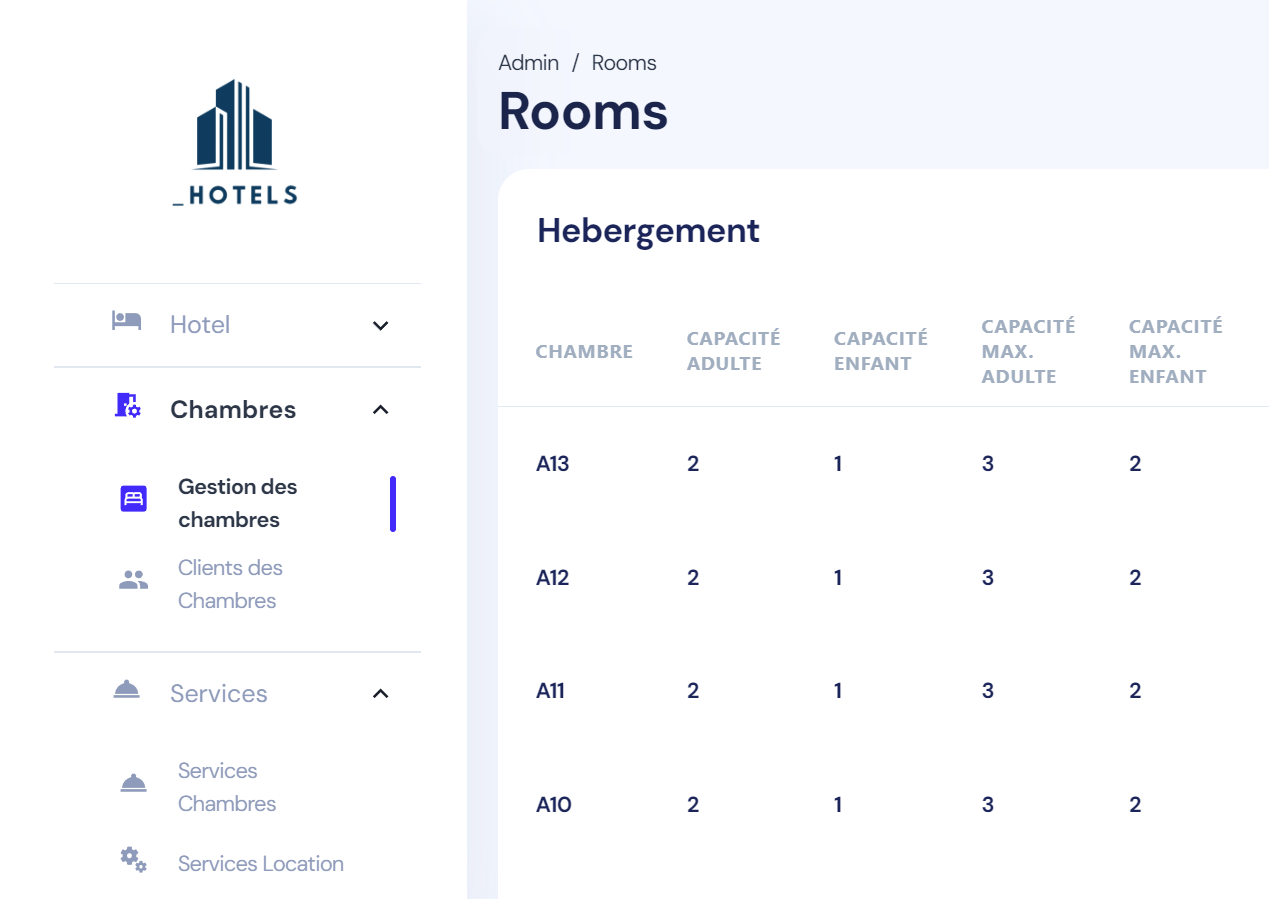 _HOTELS
Hotel
Chambres
Gestion des
chambres
Clients des
Chambres
Services
Services
Chambres
Services Location
Admin / Rooms
Rooms
Hebergement
CHAMBRE CAPACITÉ ADULTE CAPACITÉ ENFANT CAPACITÉ MAX. ADULTE CAPACITÉ MAX. ENFANT
A13 2 1 3 2
A12 2 1 3 2
A11 2 1 3 2
A10 2 1 3 2